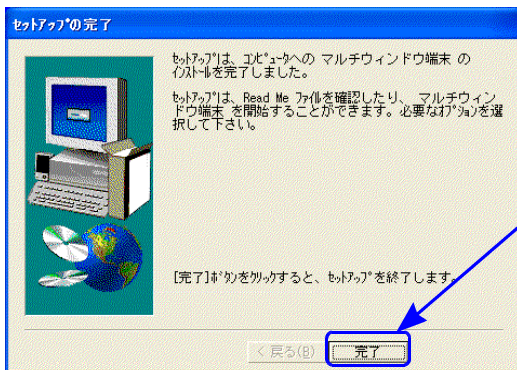 ｾｯﾄｱｯﾌﾟの完了
ｾｯﾄｱｯﾌﾟは、ｺﾝﾋﾟｭｰﾀへの マルチウィンドウ端末 の
ｲﾝｽﾄｰﾙを完了しました。
ｾｯﾄｱｯﾌﾟは、Read Me ﾌｧｲﾙを確認したり、 マルチウィン
ドウ端末 を開始することができます。必要なｵﾌﾟｼｮﾝを選
択して下さい。
[完了]ﾎﾞﾀﾝをｸﾘｯｸすると、ｾｯﾄｱｯﾌﾟを終了します。
< 戻る(B)
完了